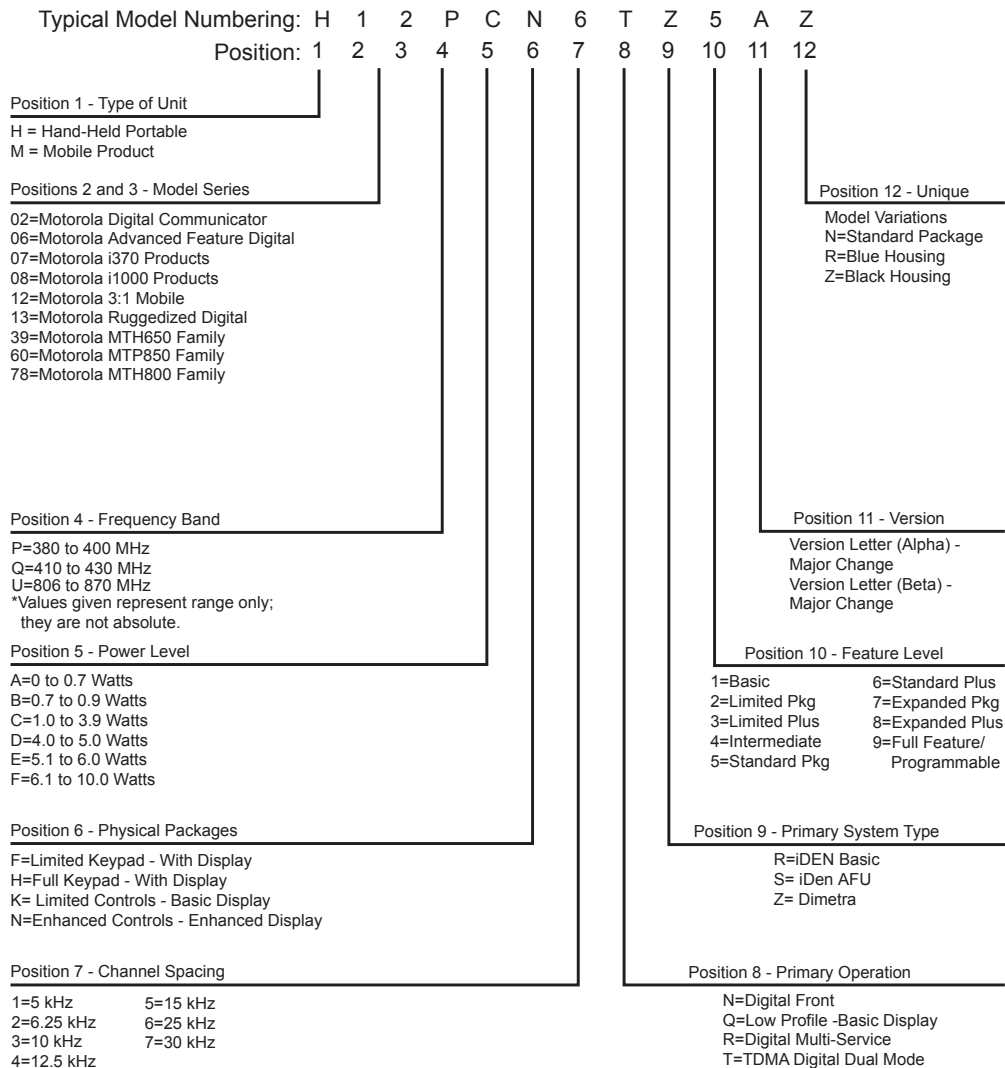 Typical Model Numbering: H 1 2 P C N 6 T Z 5 A Z
Position: 1 2 3 4 5 6 7 8 9 10 11 12
Position 1 - Type of Unit
H = Hand-Held Portable
M = Mobile Product
Positions 2 and 3 - Model Series
02=Motorola Digital Communicator
06=Motorola Advanced Feature Digital
07=Motorola i370 Products
08=Motorola i1000 Products
12=Motorola 3:1 Mobile
13=Motorola Ruggedized Digital
39=Motorola MTH650 Family
60=Motorola MTP850 Family
78=Motorola MTH800 Family
Position 12 - Unique
Model Variations
N=Standard Package
R=Blue Housing
Z=Black Housing
Position 4 - Frequency Band
P=380 to 400 MHz
Q=410 to 430 MHz
U=806 to 870 MHz
*Values given represent range only;
they are not absolute.
Position 11 - Version
Version Letter (Alpha) -
Major Change
Version Letter (Beta) -
Major Change
Position 5 - Power Level
A=0 to 0.7 Watts
B=0.7 to 0.9 Watts
C=1.0 to 3.9 Watts
D=4.0 to 5.0 Watts
E=5.1 to 6.0 Watts
F=6.1 to 10.0 Watts
Position 10 - Feature Level
1=Basic
2=Limited Pkg
3=Limited Plus
4=Intermediate
5=Standard Pkg
6=Standard Plus
7=Expanded Pkg
8=Expanded Plus
9=Full Feature/
Programmable
Position 6 - Physical Packages
F=Limited Keypad - With Display
H=Full Keypad - With Display
K= Limited Controls - Basic Display
N=Enhanced Controls - Enhanced Display
Position 9 - Primary System Type
R=iDEN Basic
S= iDen AFU
Z= Dimetra
Position 7 - Channel Spacing
1=5 kHz
2=6.25 kHz
3=10 kHz
4=12.5 kHz
5=15 kHz
6=25 kHz
7=30 kHz
Position 8 - Primary Operation
N=Digital Front
Q=Low Profile -Basic Display
R=Digital Multi-Service
T=TDMA Digital Dual Mode